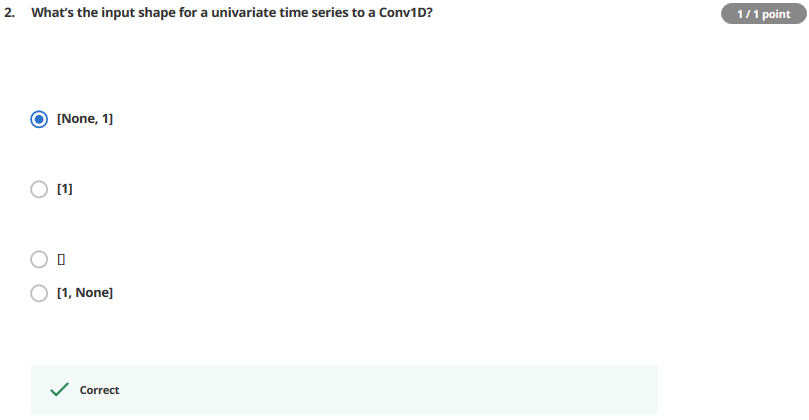 2. What's the input shape for a univariate time series to a Conv1D?
1 / 1 point
[None, 1]
[1]
[]
[1, None]
Correct